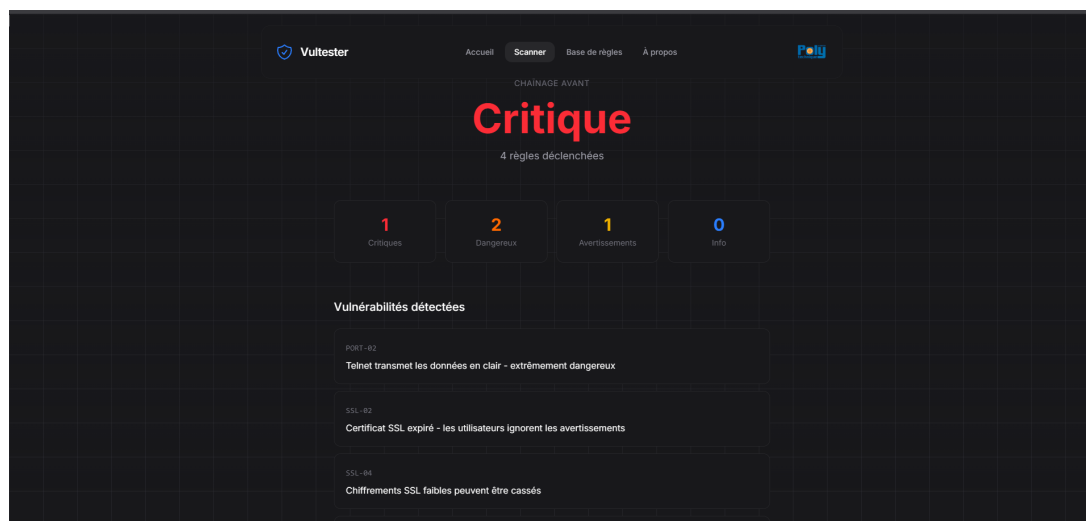 Vultester
Accueil
Scanner
Base de règles
À propos
Poly
CHAÎNAGE AVANT
Critique
4 règles déclenchées
1
Critiques
2
Dangereux
1
Avertissements
0
Info
Vulnérabilités détectées
PORT-02
Telnet transmet les données en clair - extrêmement dangereux
SSL-02
Certificat SSL expiré - les utilisateurs ignorent les avertissements
SSL-04
Chiffrements SSL faibles peuvent être cassés